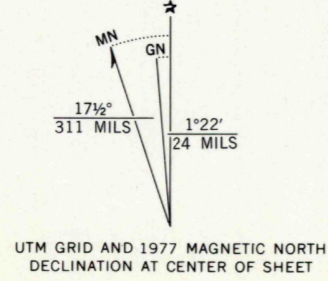 MN
GN
17½°
311 MILS
1°22′
24 MILS
UTM GRID AND 1977 MAGNETIC NORTH
DECLINATION AT CENTER OF SHEET